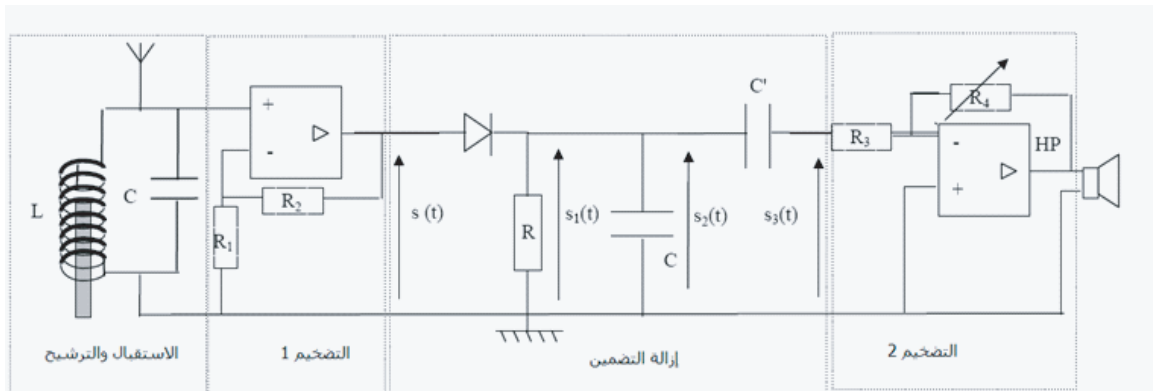 C'
R₄
+
R₃
-
HP
-
L
C
R₂
s (t)
R
s₁(t)
s₂(t)
s₃(t)
+
R₁
C
الاستقبال والترشيح
التضخيم 1
إزالة التضمين
التضخيم 2